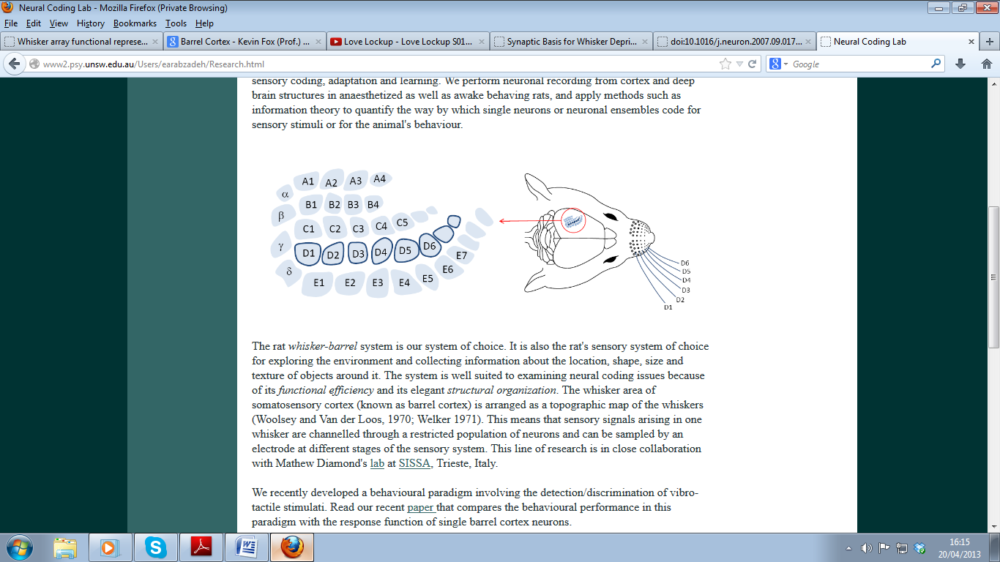 Neural Coding Lab - Mozilla Firefox (Private Browsing)
File Edit View History Bookmarks Tools Help
Whisker array functional represe... Barrel Cortex - Kevin Fox (Prof.) ... Love Lockup - Love Lockup S01... Synaptic Basis for Whisker Depri... doi:10.1016/j.neuron.2007.09.017... Neural Coding Lab
www2.psy.unsw.edu.au/Users/earabzadeh/Research.html Google
sensory coding, adaptation and learning. We perform neuronal recording from cortex and deep
brain structures in anaesthetized as well as awake behaving rats, and apply methods such as
information theory to quantify the way by which single neurons or neuronal ensembles code for
sensory stimuli or for the animal's behaviour.
A1 A2 A3 A4
α
B1 B2 B3 B4
β
C1 C2 C3 C4 C5
γ
D1 D2 D3 D4 D5 D6
δ
E1 E2 E3 E4 E5 E6 E7
D6
D5
D4
D3
D2
D1
The rat whisker-barrel system is our system of choice. It is also the rat's sensory system of choice
for exploring the environment and collecting information about the location, shape, size and
texture of objects around it. The system is well suited to examining neural coding issues because
of its functional efficiency and its elegant structural organization. The whisker area of
somatosensory cortex (known as barrel cortex) is arranged as a topographic map of the whiskers
(Woolsey and Van der Loos, 1970; Welker 1971). This means that sensory signals arising in one
whisker are channelled through a restricted population of neurons and can be sampled by an
electrode at different stages of the sensory system. This line of research is in close collaboration
with Mathew Diamond's lab at SISSA, Trieste, Italy.
We recently developed a behavioural paradigm involving the detection/discrimination of vibro-
tactile stimulati. Read our recent paper that compares the behavioural performance in this
paradigm with the response function of single barrel cortex neurons.
16:15
20/04/2013